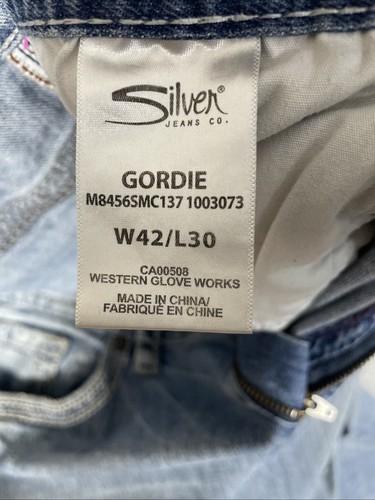 Silver®
JEANS CO.
GORDIE
M8456SMC137 1003073
W42/L30
CA00508
WESTERN GLOVE WORKS
MADE IN CHINA/
FABRIQUÉ EN CHINE